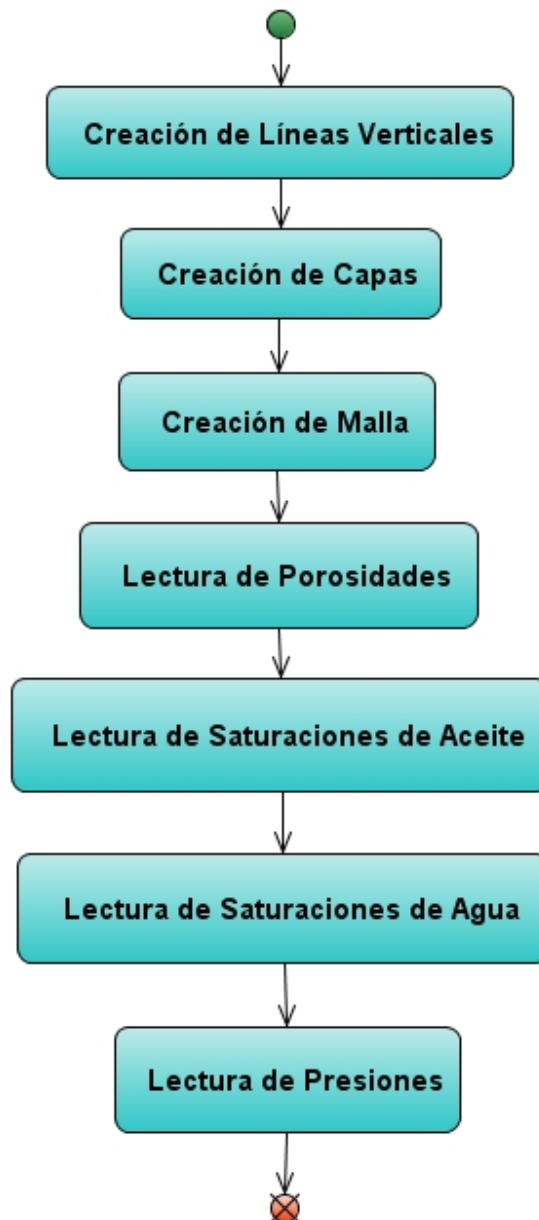 Creación de Líneas Verticales
Creación de Capas
Creación de Malla
Lectura de Porosidades
Lectura de Saturaciones de Aceite
Lectura de Saturaciones de Agua
Lectura de Presiones